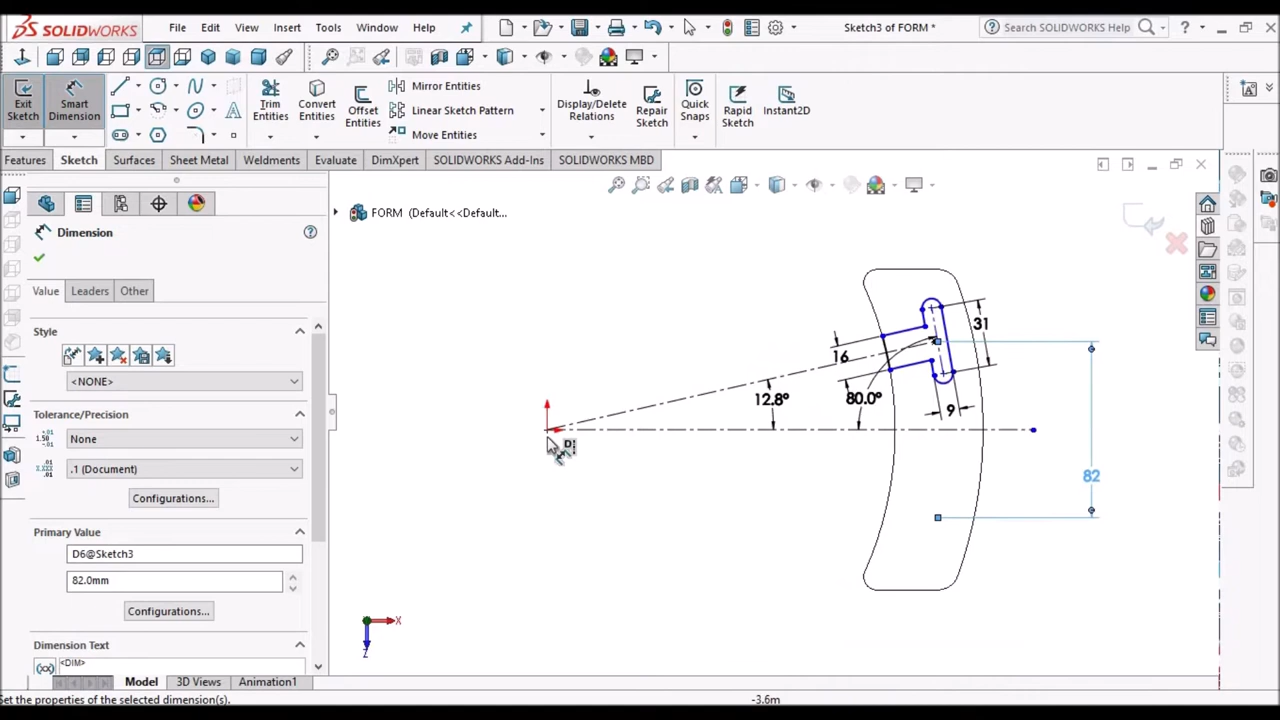 SOLIDWORKS
File
Edit
View
Insert
Tools
Window
Help
Sketch3 of FORM *
Search SOLIDWORKS Help
?
Exit Sketch
Smart Dimension
Trim Entities
Convert Entities
Offset Entities
Mirror Entities
Linear Sketch Pattern
Move Entities
Display/Delete Relations
Repair Sketch
Quick Snaps
Rapid Sketch
Instant2D
Features
Sketch
Surfaces
Sheet Metal
Weldments
Evaluate
DimXpert
SOLIDWORKS Add-Ins
SOLIDWORKS MBD
FORM (Default<<Default...
Dimension
Value
Leaders
Other
Style
<NONE>
Tolerance/Precision
None
.1 (Document)
Configurations...
Primary Value
D6@Sketch3
82.0mm
Configurations...
Dimension Text
<DIM>
31
16
12.8°
80.0°
9
82
X
Z
Model
3D Views
Animation1
Set the properties of the selected dimension(s).
-3.6m